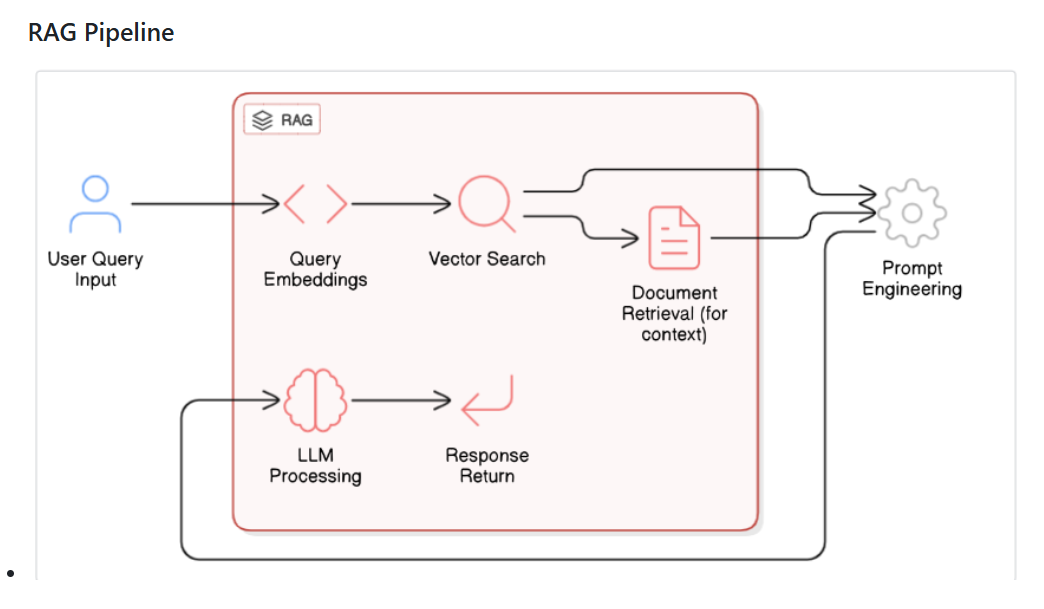 RAG Pipeline
RAG
User Query
Input
Query
Embeddings
Vector Search
Document
Retrieval (for
context)
Prompt
Engineering
LLM
Processing
Response
Return